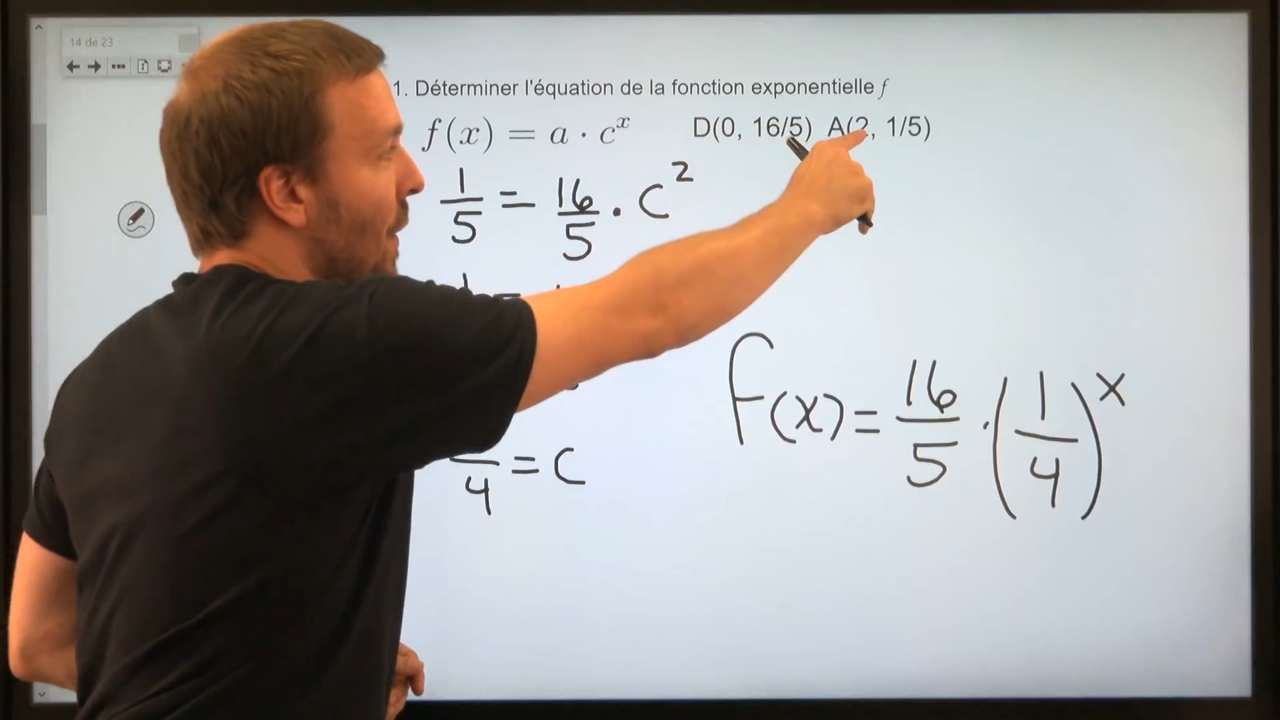 14 de 23
1. Déterminer l'équation de la fonction exponentielle f
f(x) = a · c^x D(0, 16/5) A(2, 1/5)
1/5 = 16/5 · c^2
f(x) = 16/5 · (1/4)^x
4 = c